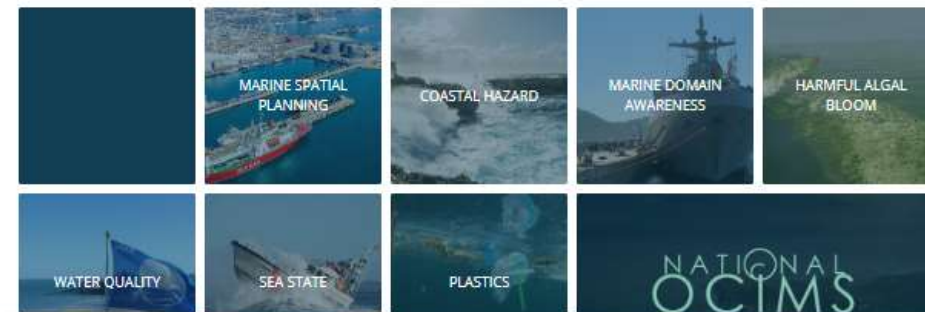 MARINE SPATIAL
PLANNING
COASTAL HAZARD
MARINE DOMAIN
AWARENESS
HARMFUL ALGAL
BLOOM
WATER QUALITY
SEA STATE
PLASTICS
NATIONAL
OCIMS